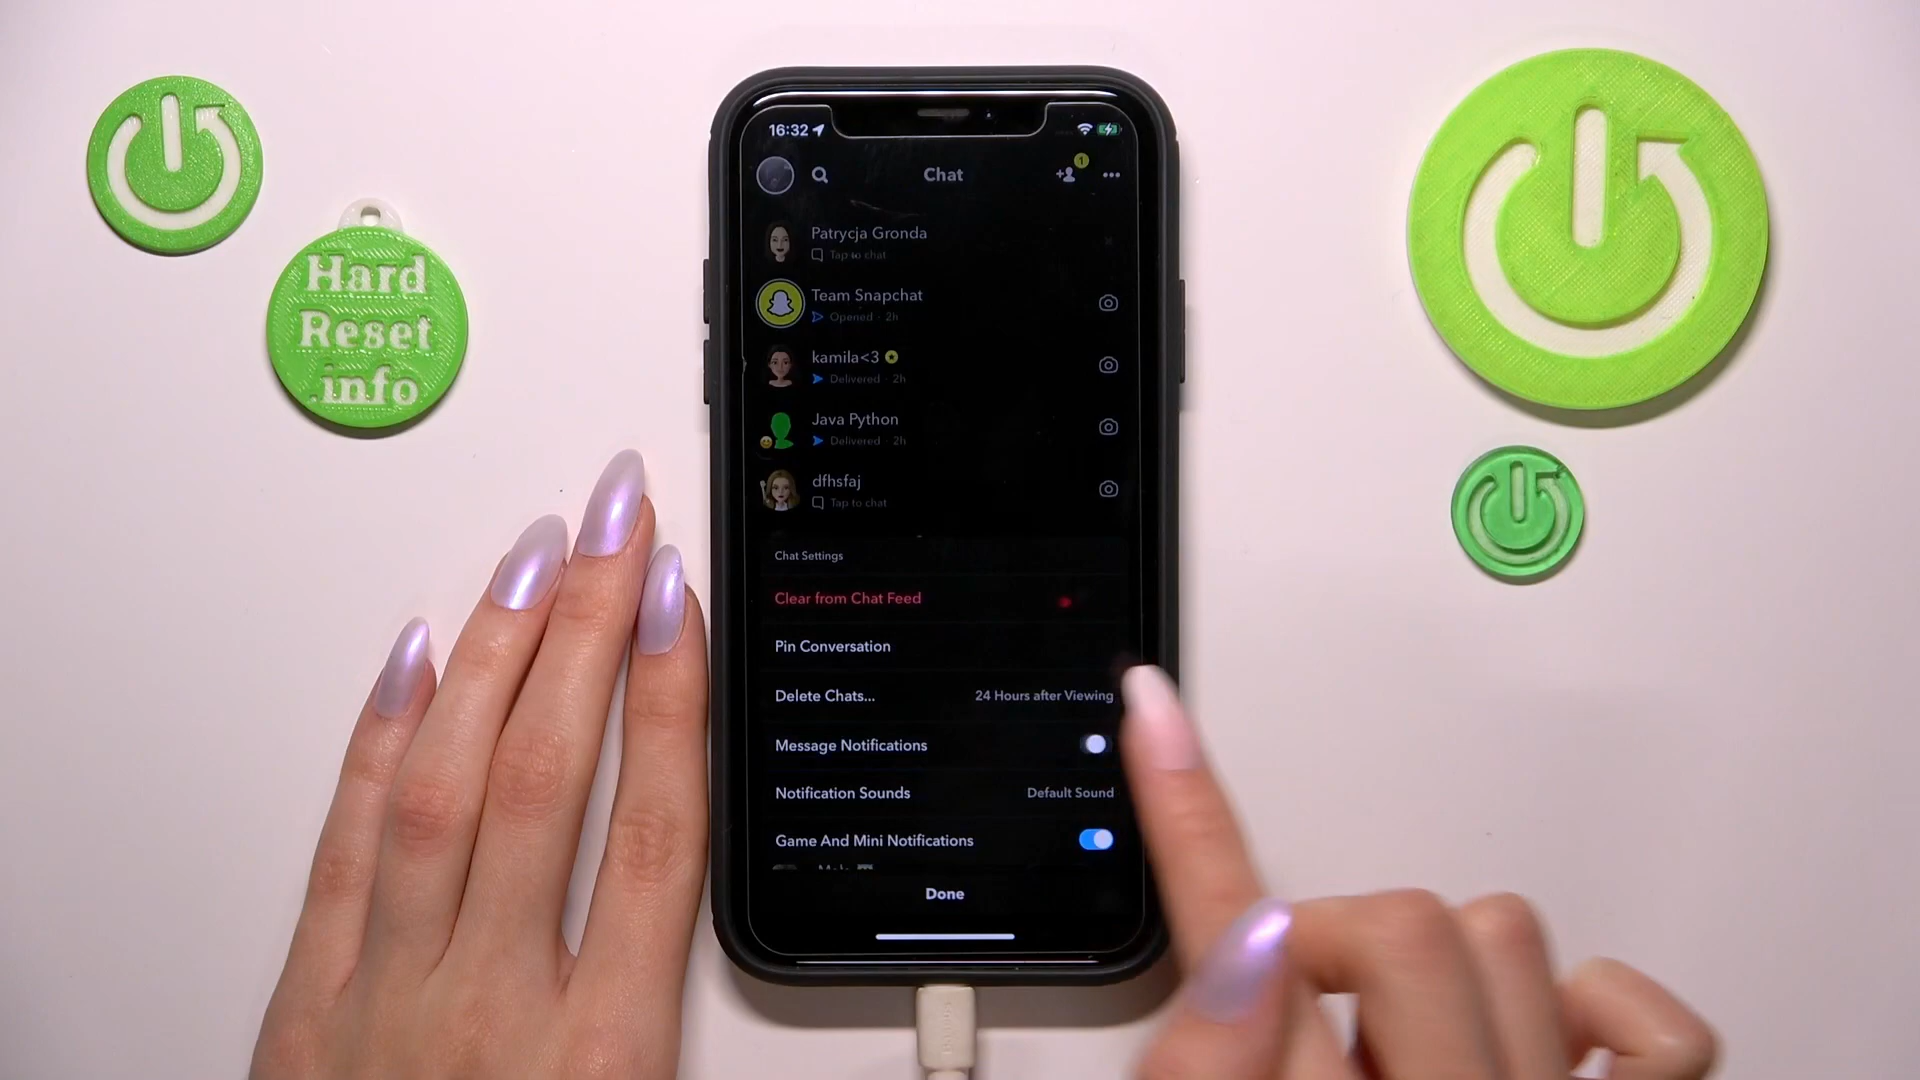 Hard
Reset
.info
16:32
1
Chat
Patrycja Gronda
Tap to chat
Team Snapchat
Opened · 2h
kamila<3
Delivered · 2h
Java Python
Delivered · 2h
dfhsfaj
Tap to chat
Chat Settings
Clear from Chat Feed
Pin Conversation
Delete Chats... 24 Hours after Viewing
Message Notifications
Notification Sounds Default Sound
Game And Mini Notifications
Done